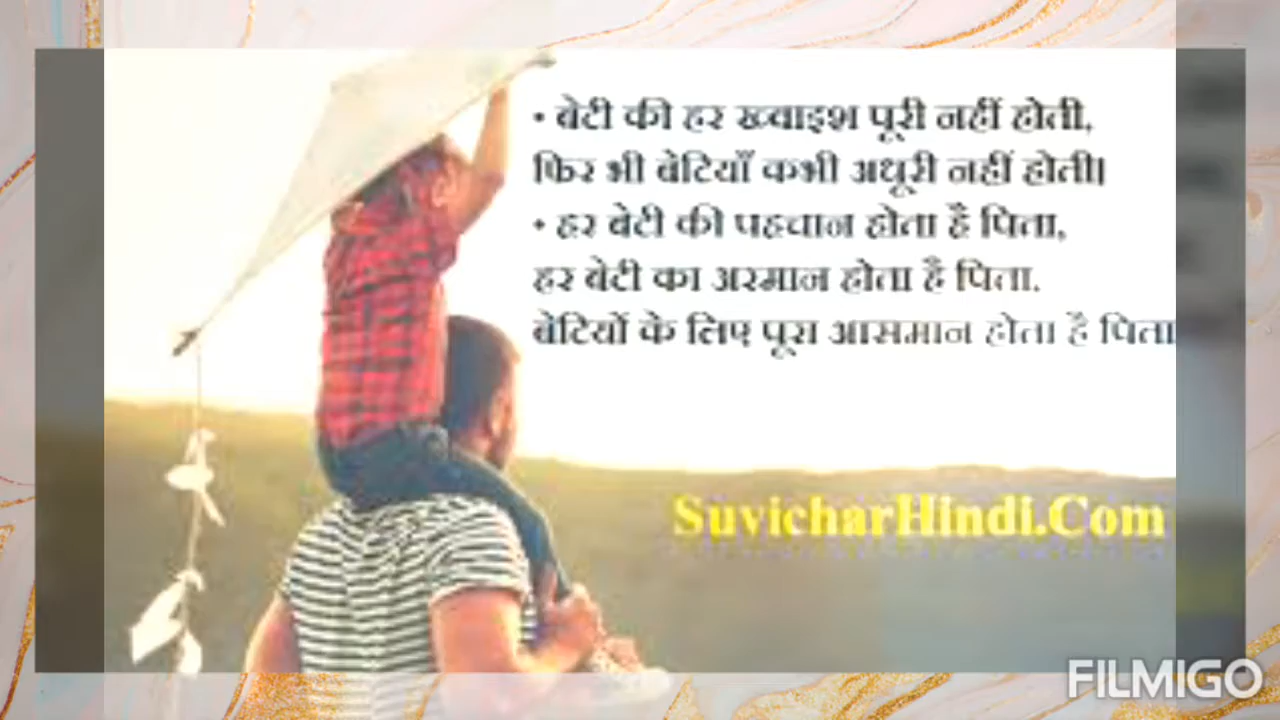 • बेटी की हर ख्वाइश पूरी नहीं होती,
फिर भी बेटियाँ कभी अधूरी नहीं होती।
• हर बेटी की पहचान होता है पिता,
हर बेटी का अरमान होता है पिता.
बेटियों के लिए पूरा आसमान होता है पिता
SuvicharHindi.Com
FILMIGO